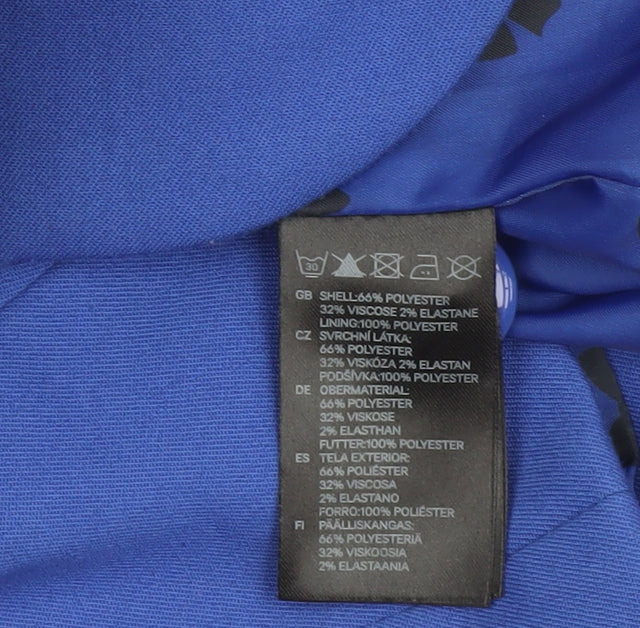 30
GB SHELL:66% POLYESTER
32% VISCOSE 2% ELASTANE
LINING:100% POLYESTER
CZ SVRCHNÍ LÁTKA:
66% POLYESTER
32% VISKÓZA 2% ELASTAN
PODŠÍVKA:100% POLYESTER
DE OBERMATERIAL:
66% POLYESTER
32% VISKOSE
2% ELASTHAN
FUTTER:100% POLYESTER
ES TELA EXTERIOR:
66% POLIÉSTER
32% VISCOSA
2% ELASTANO
FORRO:100% POLIÉSTER
FI PÄÄLLISKANGAS:
66% POLYESTERIÄ
32% VISKOOSIA
2% ELASTAANIA